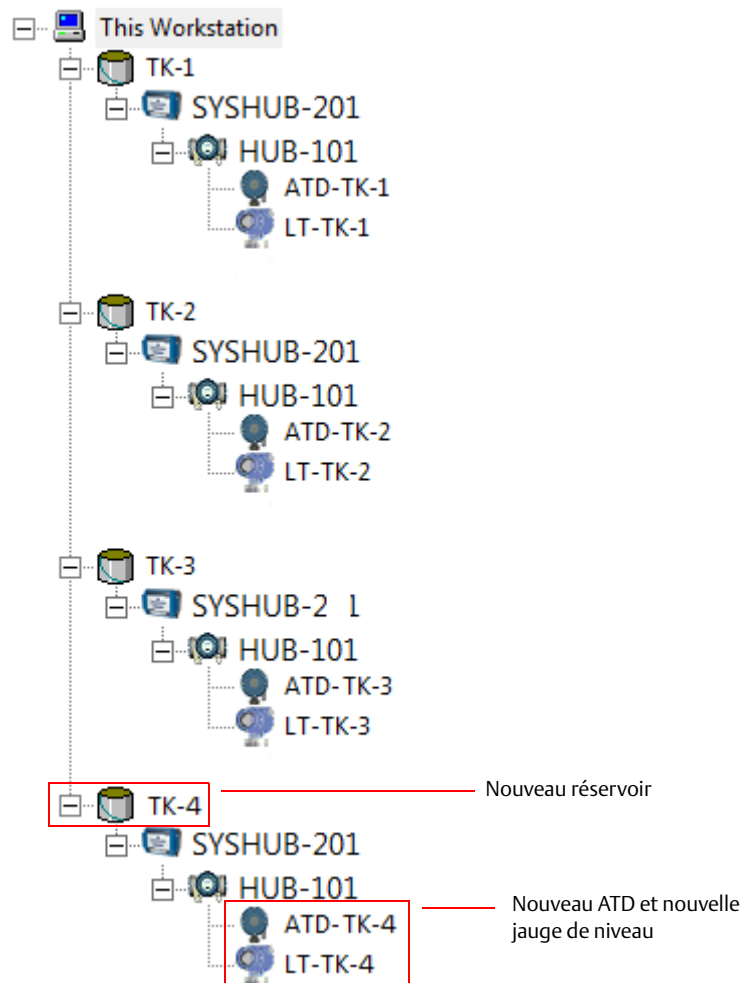 This Workstation
TK-1
SYSHUB-201
HUB-101
ATD-TK-1
LT-TK-1
TK-2
SYSHUB-201
HUB-101
ATD-TK-2
LT-TK-2
TK-3
SYSHUB-2 1
HUB-101
ATD-TK-3
LT-TK-3
TK-4
Nouveau réservoir
SYSHUB-201
HUB-101
ATD-TK-4
LT-TK-4
Nouveau ATD et nouvelle
jauge de niveau